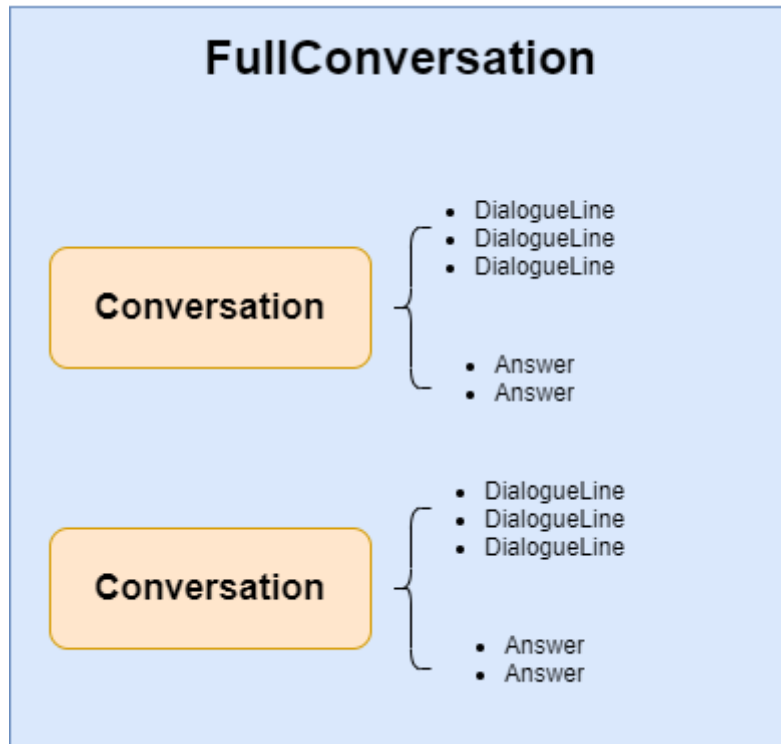 FullConversation
Conversation
DialogueLine
DialogueLine
DialogueLine
Answer
Answer
Conversation
DialogueLine
DialogueLine
DialogueLine
Answer
Answer